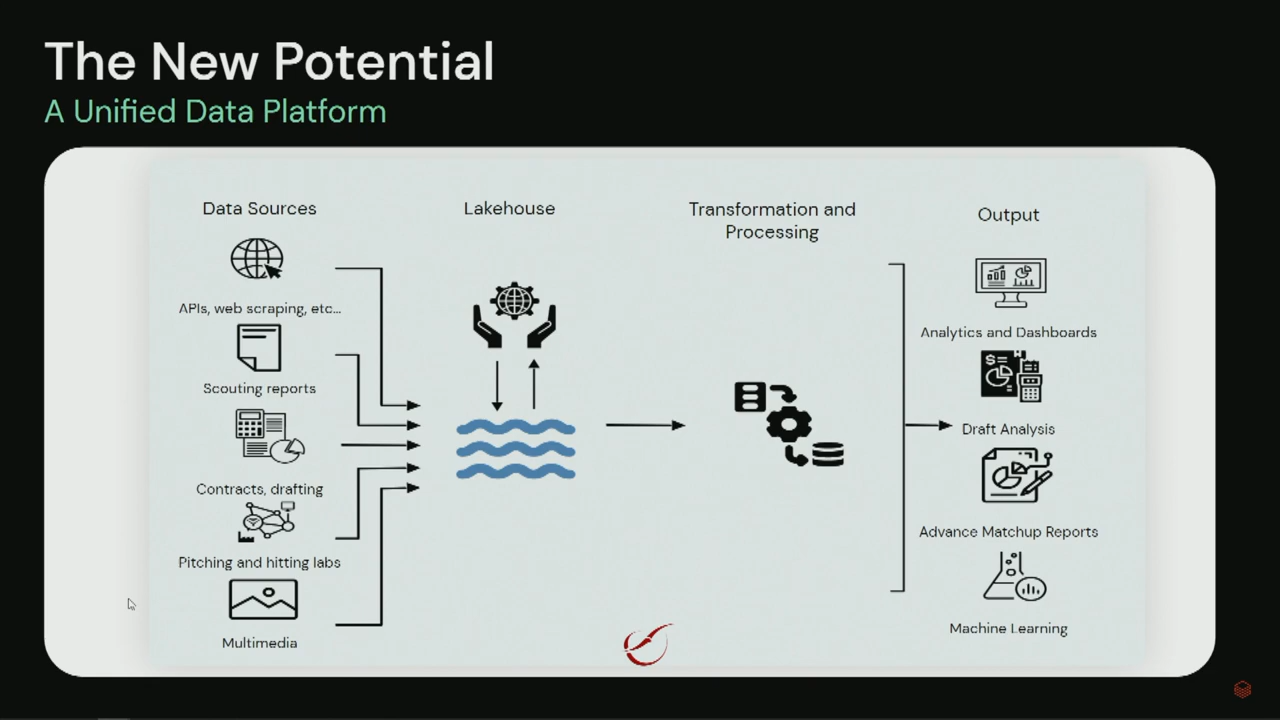 The New Potential
A Unified Data Platform
Data Sources
Lakehouse
Transformation and
Processing
Output
APIs, web scraping, etc...
Scouting reports
Contracts, drafting
Pitching and hitting labs
Multimedia
Analytics and Dashboards
Draft Analysis
Advance Matchup Reports
Machine Learning